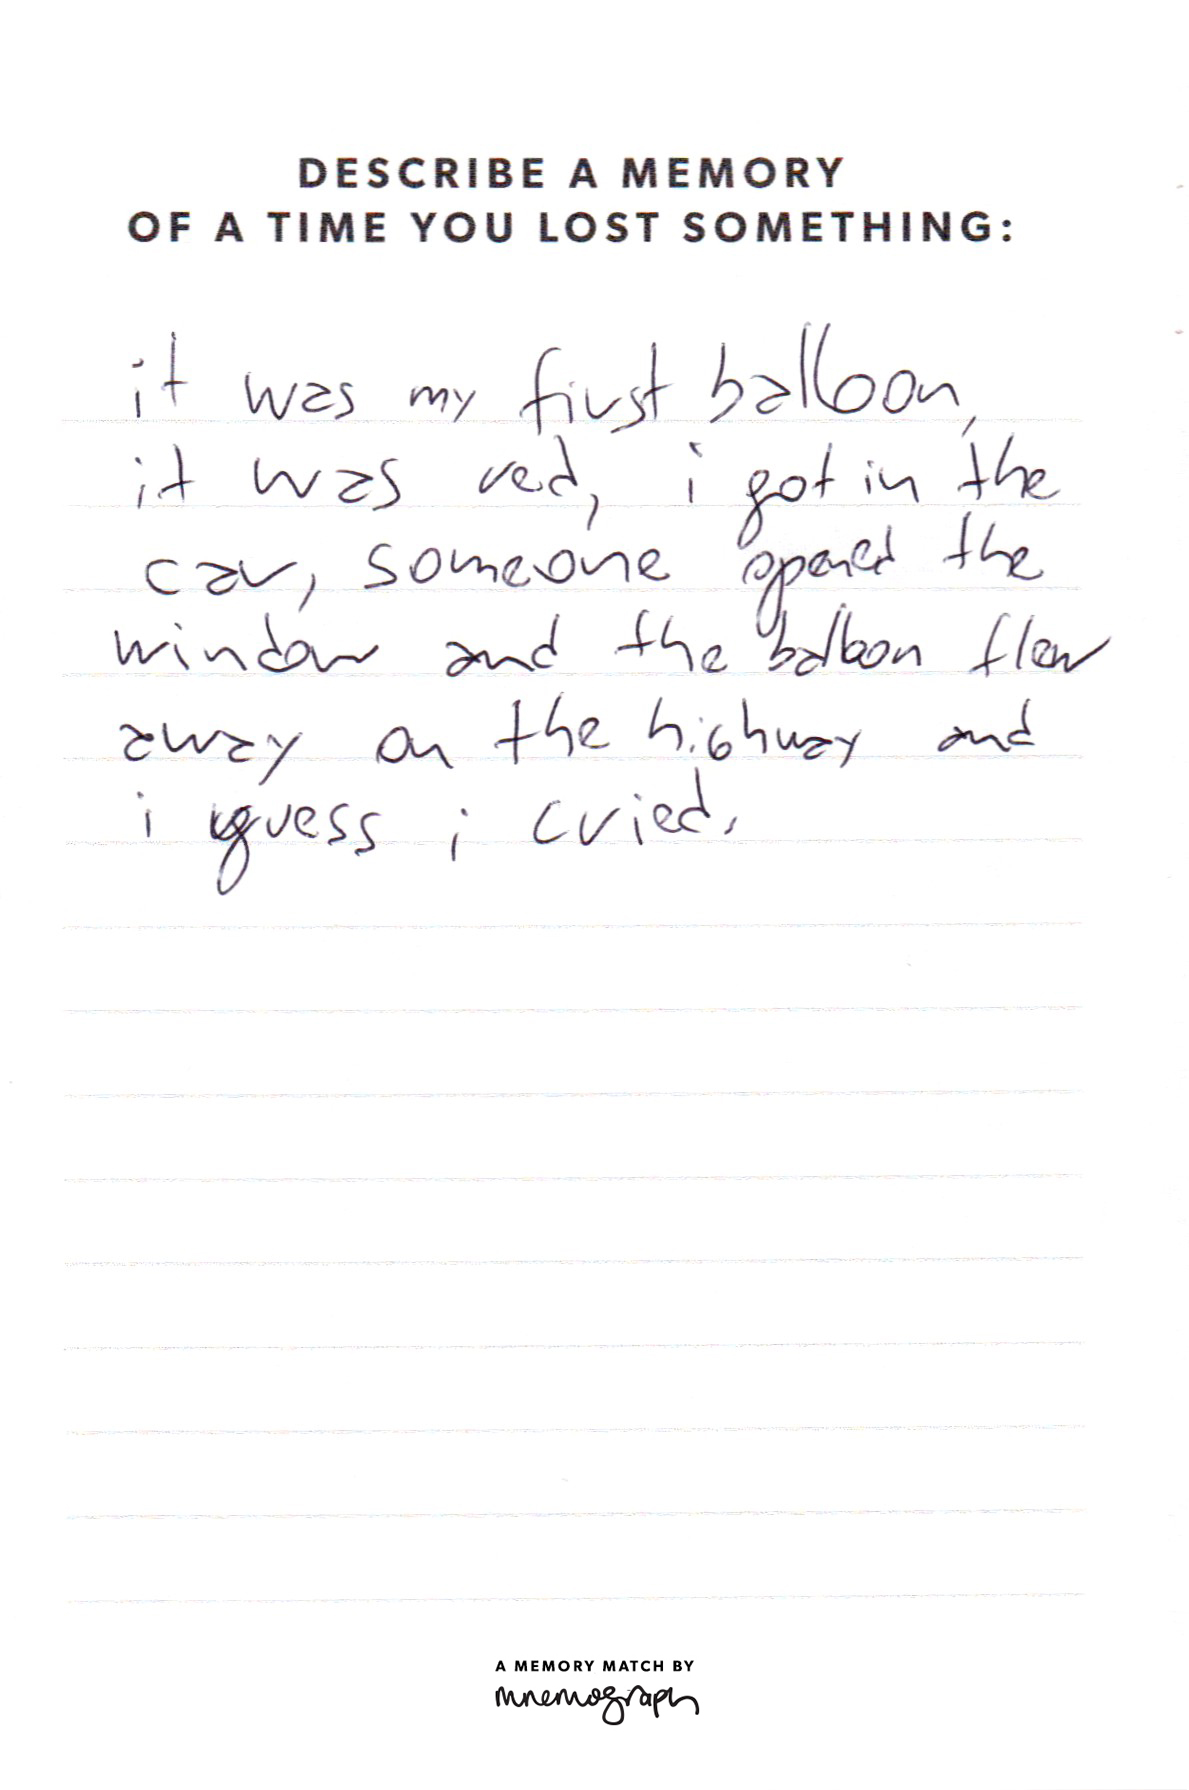 DESCRIBE A MEMORY
OF A TIME YOU LOST SOMETHING:
it was my first balloon,
it was red, i got in the
car, someone opened the
window and the balloon flew
away on the highway and
i guess i cried.
A MEMORY MATCH BY
mnemograph